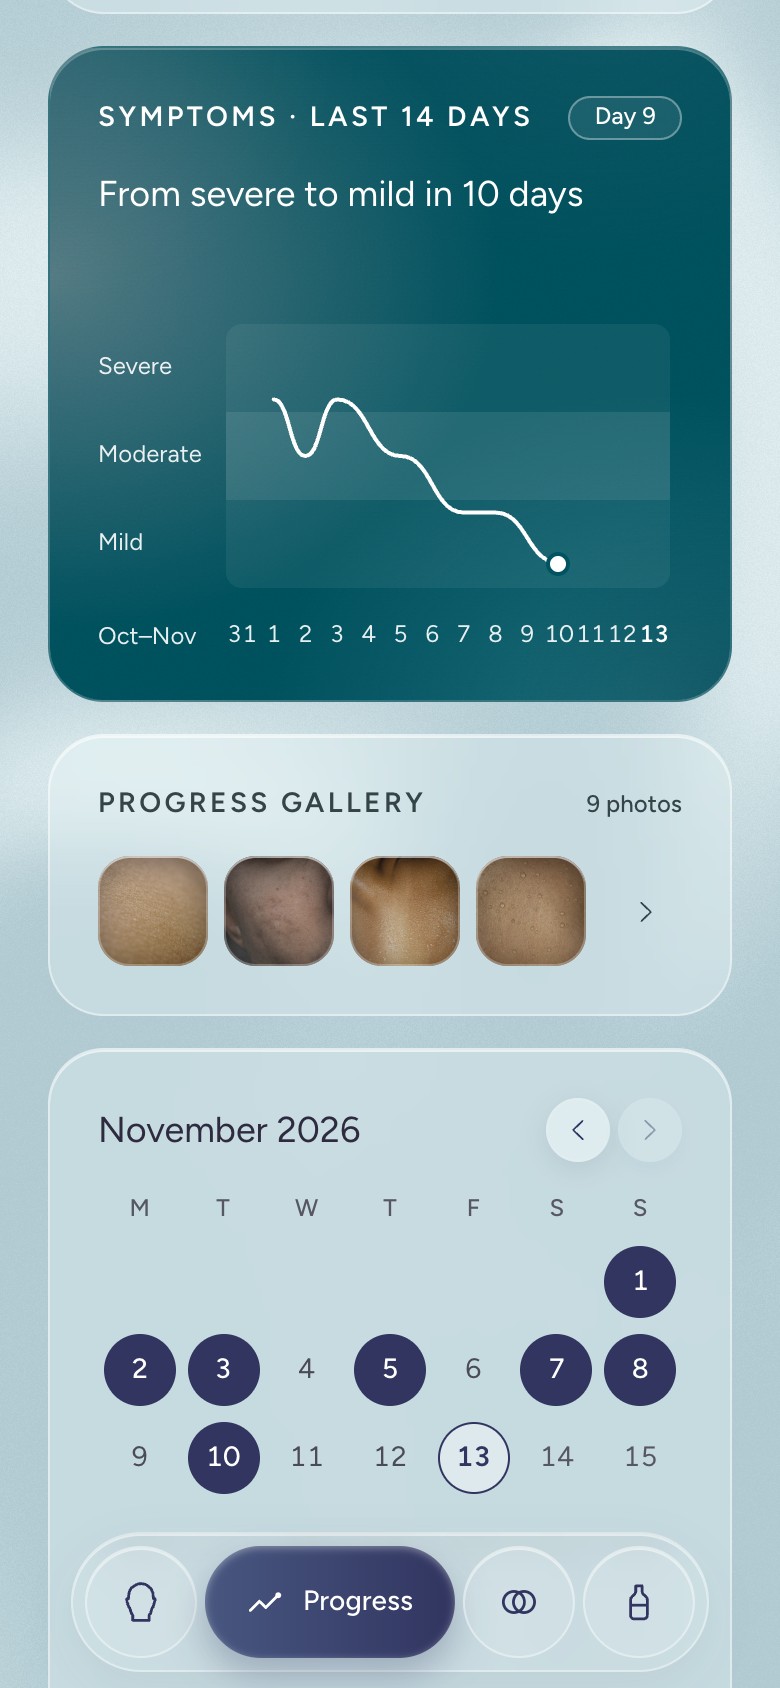 SYMPTOMS · LAST 14 DAYS
Day 9
From severe to mild in 10 days
Severe
Moderate
Mild
Oct–Nov 31 1 2 3 4 5 6 7 8 9 10 11 12 13
PROGRESS GALLERY
9 photos
November 2026
M T W T F S S
1
2 3 4 5 6 7 8
9 10 11 12 13 14 15
Progress